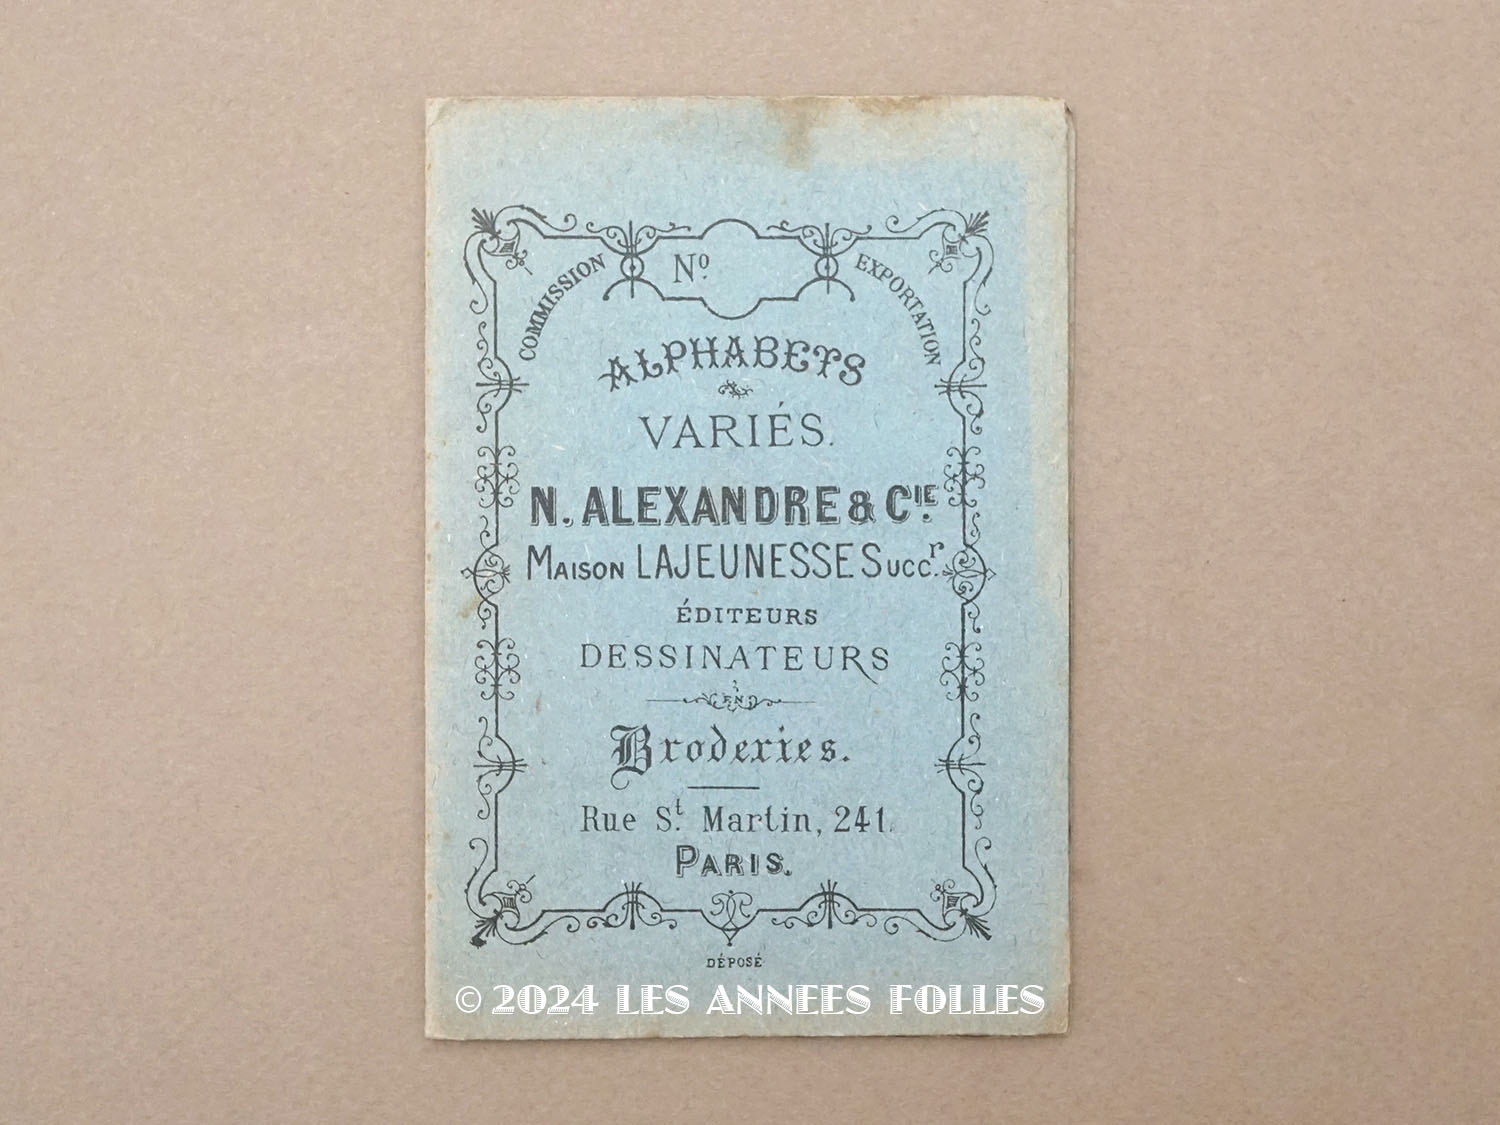 COMMISSION
Nº
EXPORTATION
ALPHABETS
VARIÉS.
N. ALEXANDRE & CIE.
MAISON LAJEUNESSE SUCCr.
ÉDITEURS
DESSINATEURS
EN
Broderies.
Rue St. Martin, 241.
PARIS.
DÉPOSÉ
© 2024 LES ANNEES FOLLES